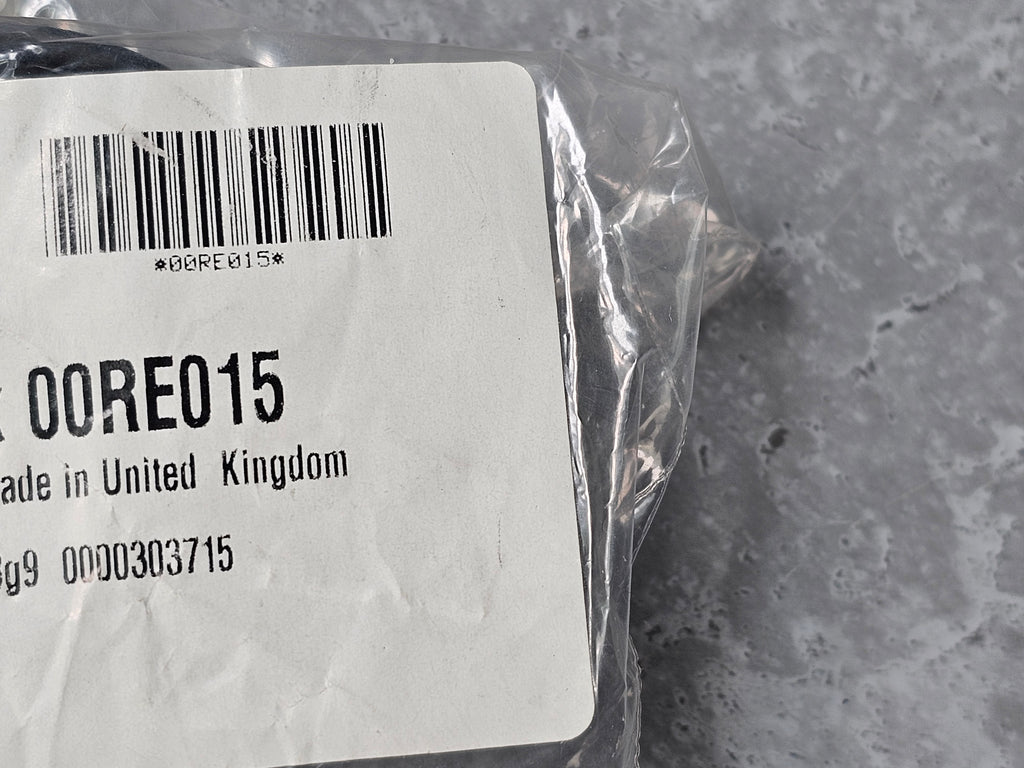 *00RE015*
00RE015
ade in United Kingdom
g9 0000303715